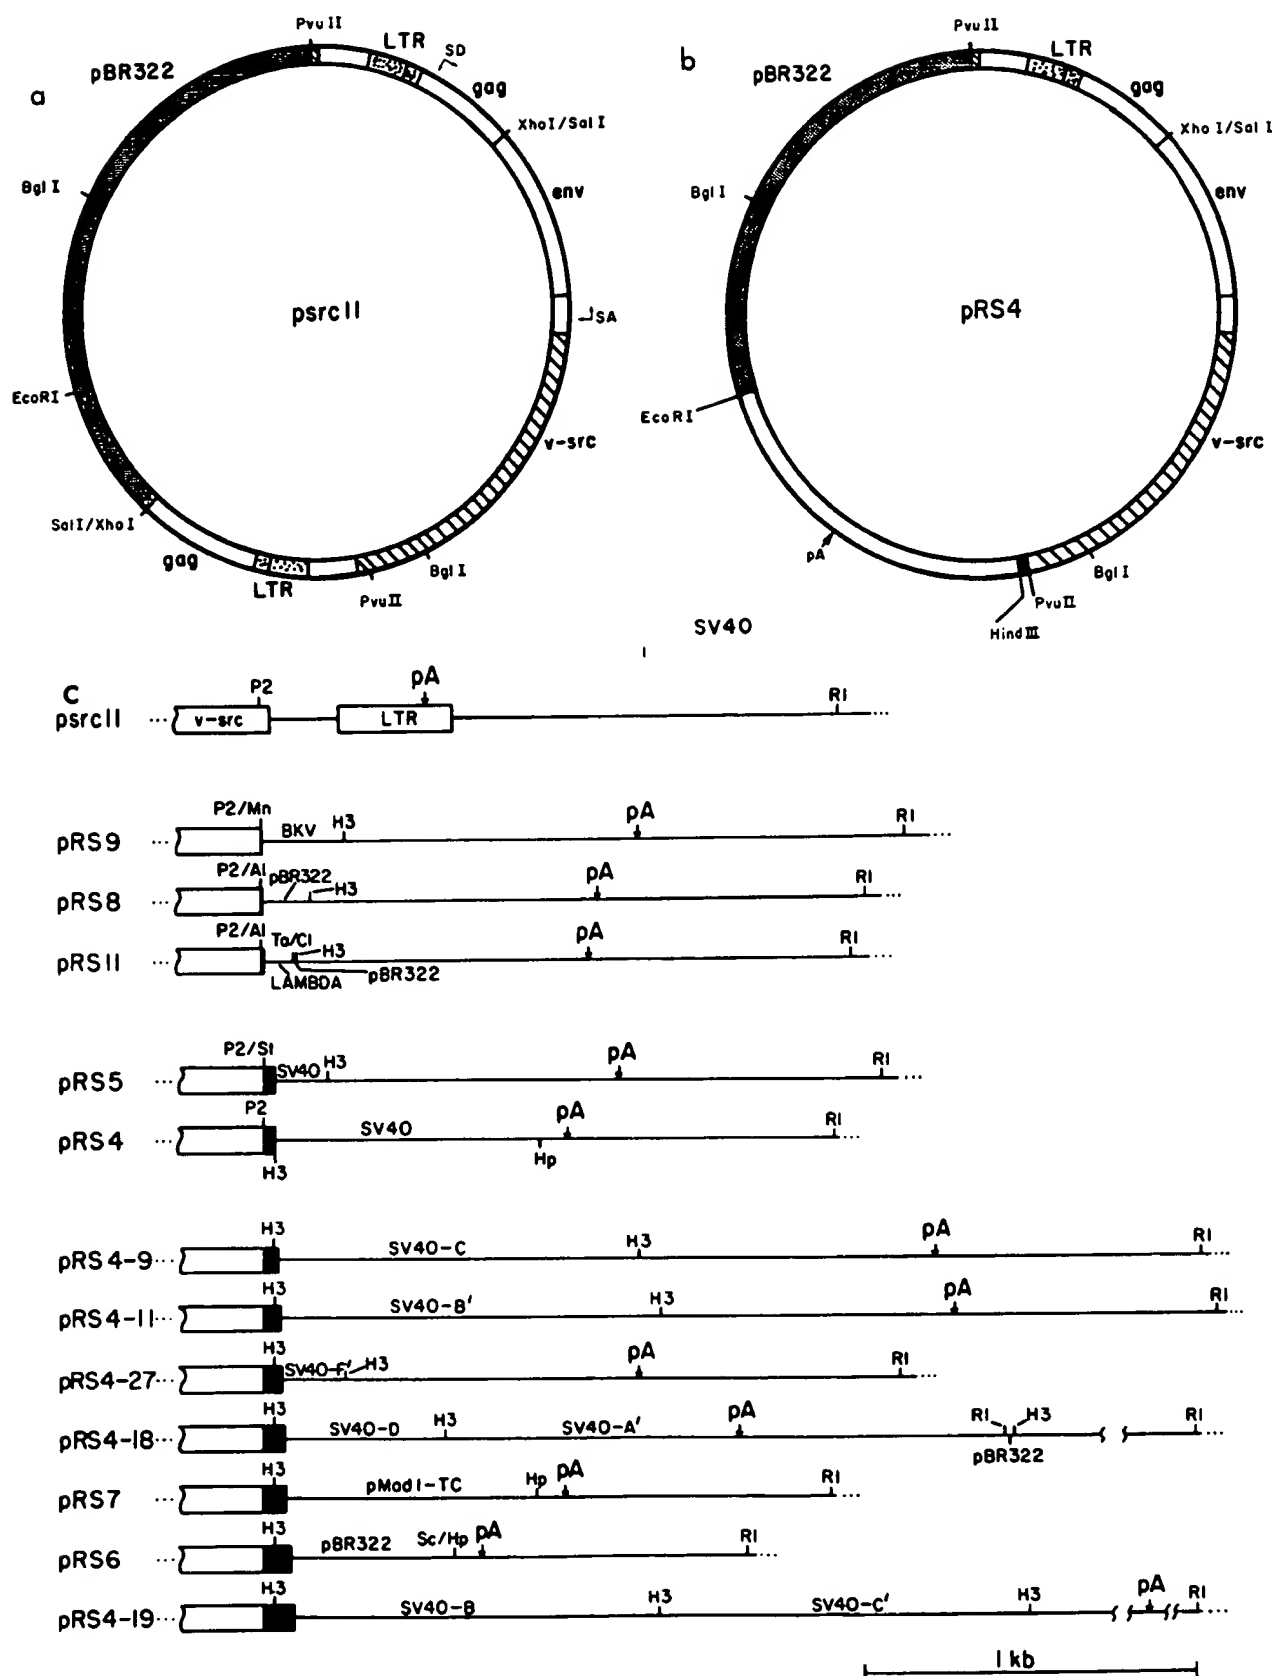 a
PvuII
pBR322
LTR
SD
gag
XhoI/SalI
BglI
env
psrcII
SA
EcoRI
v-src
SalI/XhoI
gag
BglI
LTR
PvuII
b
PvuII
pBR322
LTR
gag
XhoI/SalI
BglI
env
pRS4
EcoRI
v-src
pA
BglI
PvuII
HindIII
SV40
C
psrcII ... v-src P2 LTR pA RI ...
pRS9 ... P2/Mn BKV H3 pA RI ...
pRS8 ... P2/Al pBR322 H3 pA RI ...
pRS11 ... P2/Al Ta/Cl H3 pA RI ...
LAMBDA pBR322
pRS5 ... P2/St SV40 H3 pA RI ...
pRS4 ... P2 SV40 pA RI ...
H3 Hp
pRS4-9 ... H3 SV40-C H3 pA RI ...
pRS4-11 ... H3 SV40-B' H3 pA RI ...
pRS4-27 ... H3 SV40-F' H3 pA RI ...
pRS4-18 ... H3 SV40-D H3 SV40-A' pA RI H3 RI ...
pBR322
pRS7 ... H3 pMad1-TC Hp pA RI ...
pRS6 ... H3 pBR322 Sc/Hp pA RI ...
pRS4-19 ... H3 SV40-B H3 SV40-C' H3 pA RI ...
1 kb